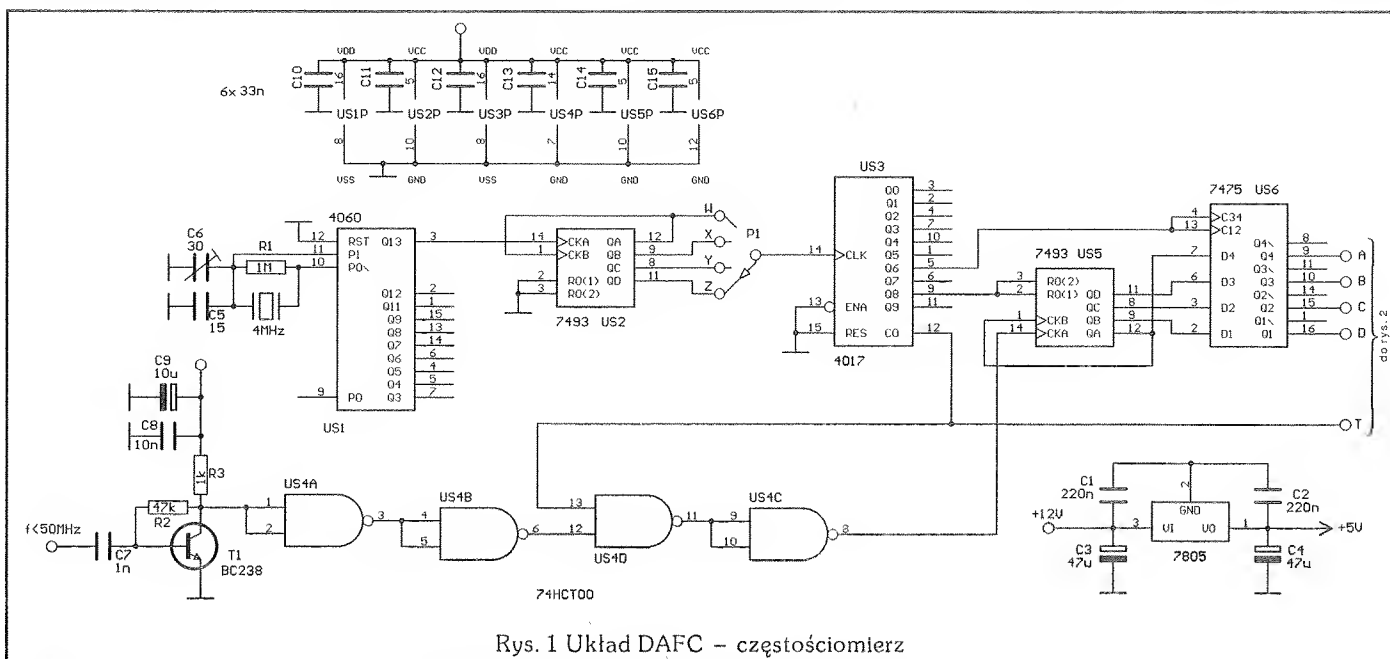 6x 33n
C10
C11
C12
C13
C14
C15
VDD VCC VDD VCC VCC VCC
16 5 16 14 5 5
US1P US2P US3P US4P US5P US6P
8 10 8 7 10 12
VSS GND VSS GND GND GND
C6
30
R1
1M
C5
15
4MHz
4060
12 RST
11 PI
10 PO\
9 PO
Q13 3
Q12 2
Q11 1
Q9 15
Q8 13
Q7 14
Q6 6
Q5 4
Q4 5
Q3 7
US1
14 CKA QA 12
1 CKB QB 9
QC 8
2 RO(1) QD 11
3 RO(2)
7493 US2
W
X
Y
Z
P1
US3
14 CLK
13 ENA
15 RES
Q0 3
Q1 2
Q2 4
Q3 7
Q4 10
Q5 1
Q6 5
Q7 6
Q8 9
Q9 11
CO 12
4017
7493 US5
3 RO(2)
2 RO(1) QD 11
QC 8
1 CKB QB 9
14 CKA QA 12
7475 US6
4 C34
13 C12
7 D4
6 D3
3 D2
2 D1
Q4\ 8
Q4 9
Q3\ 11
Q3 10
Q2\ 14
Q2 15
Q1\ 1
Q1 16
A
B
C
D
T
do rys. 2
C9
10u
C8
10n
R3
1k
47k
R2
f<50MHz
C7
1n
T1
BC238
US4A
1
2
3
US4B
4
5
6
US4D
13
12
11
US4C
9
10
8
74HCT00
C1
220n
C2
220n
2
GND
+12V
3 VI VO 1
+5V
7805
C3
47u
C4
47u
Rys. 1 Układ DAFC – częstościomierz